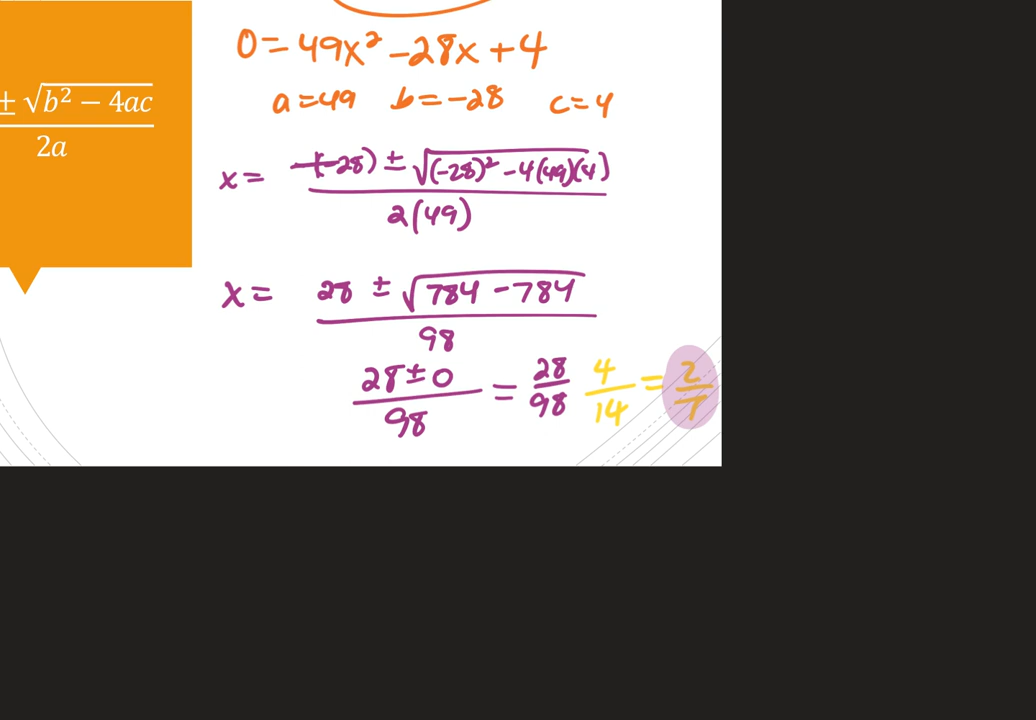 0 = 49x² - 28x + 4
± √(b² − 4ac)
2a
a = 49 b = -28 c = 4
x = -(-28) ± √((-28)² - 4(49)(4))
2(49)
x = 28 ± √(784 - 784)
98
28 ± 0 = 28 4 = 2
98 98 14 7